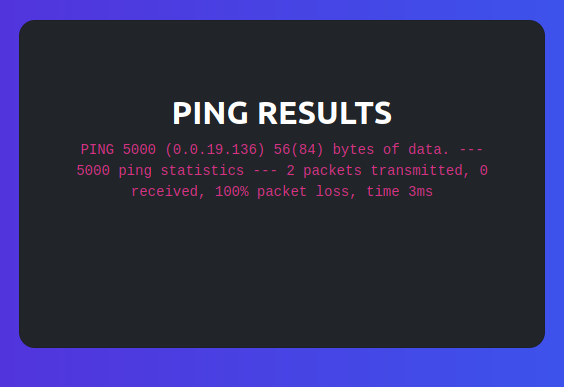 PING RESULTS
PING 5000 (0.0.19.136) 56(84) bytes of data. ---
5000 ping statistics --- 2 packets transmitted, 0
received, 100% packet loss, time 3ms